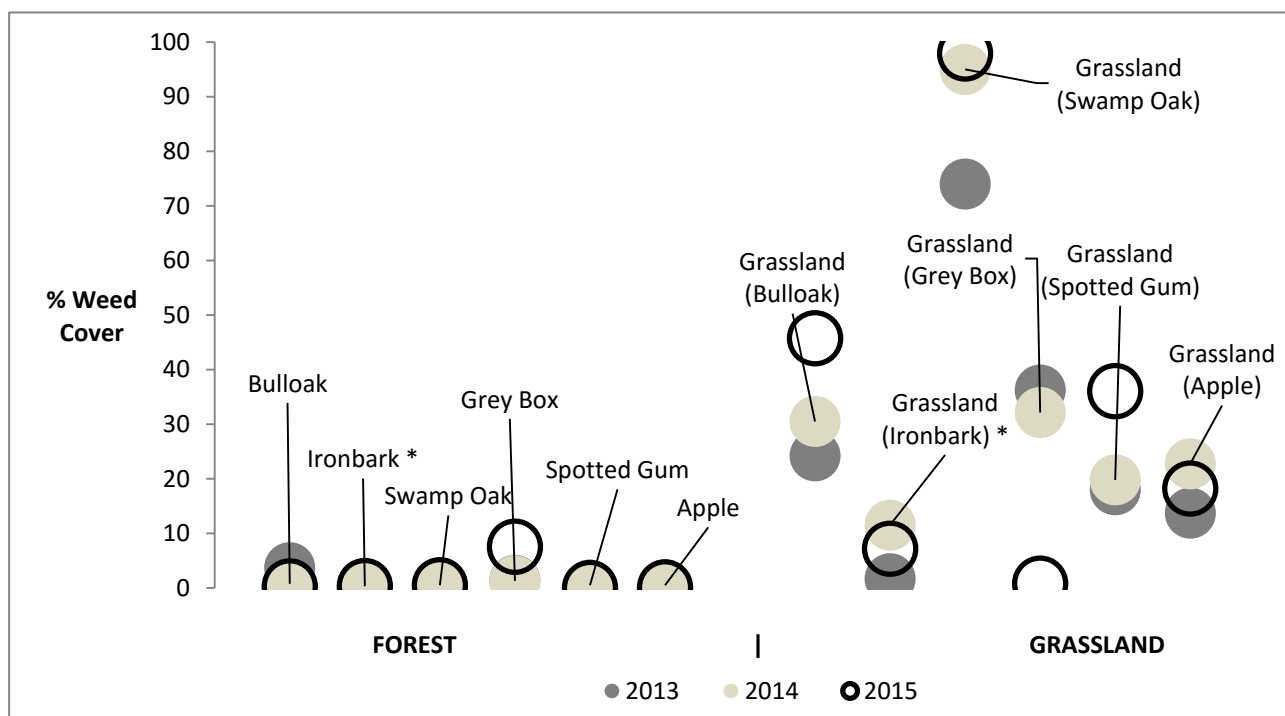 100
90
80
70
60
50
40
30
20
10
0
% Weed
Cover
Bulloak
Ironbark *
Swamp Oak
Grey Box
Spotted Gum
Apple
Grassland
(Bulloak)
Grassland
(Ironbark) *
Grassland
(Swamp Oak)
Grassland
(Grey Box)
Grassland
(Spotted Gum)
Grassland
(Apple)
FOREST | GRASSLAND
2013 2014 2015